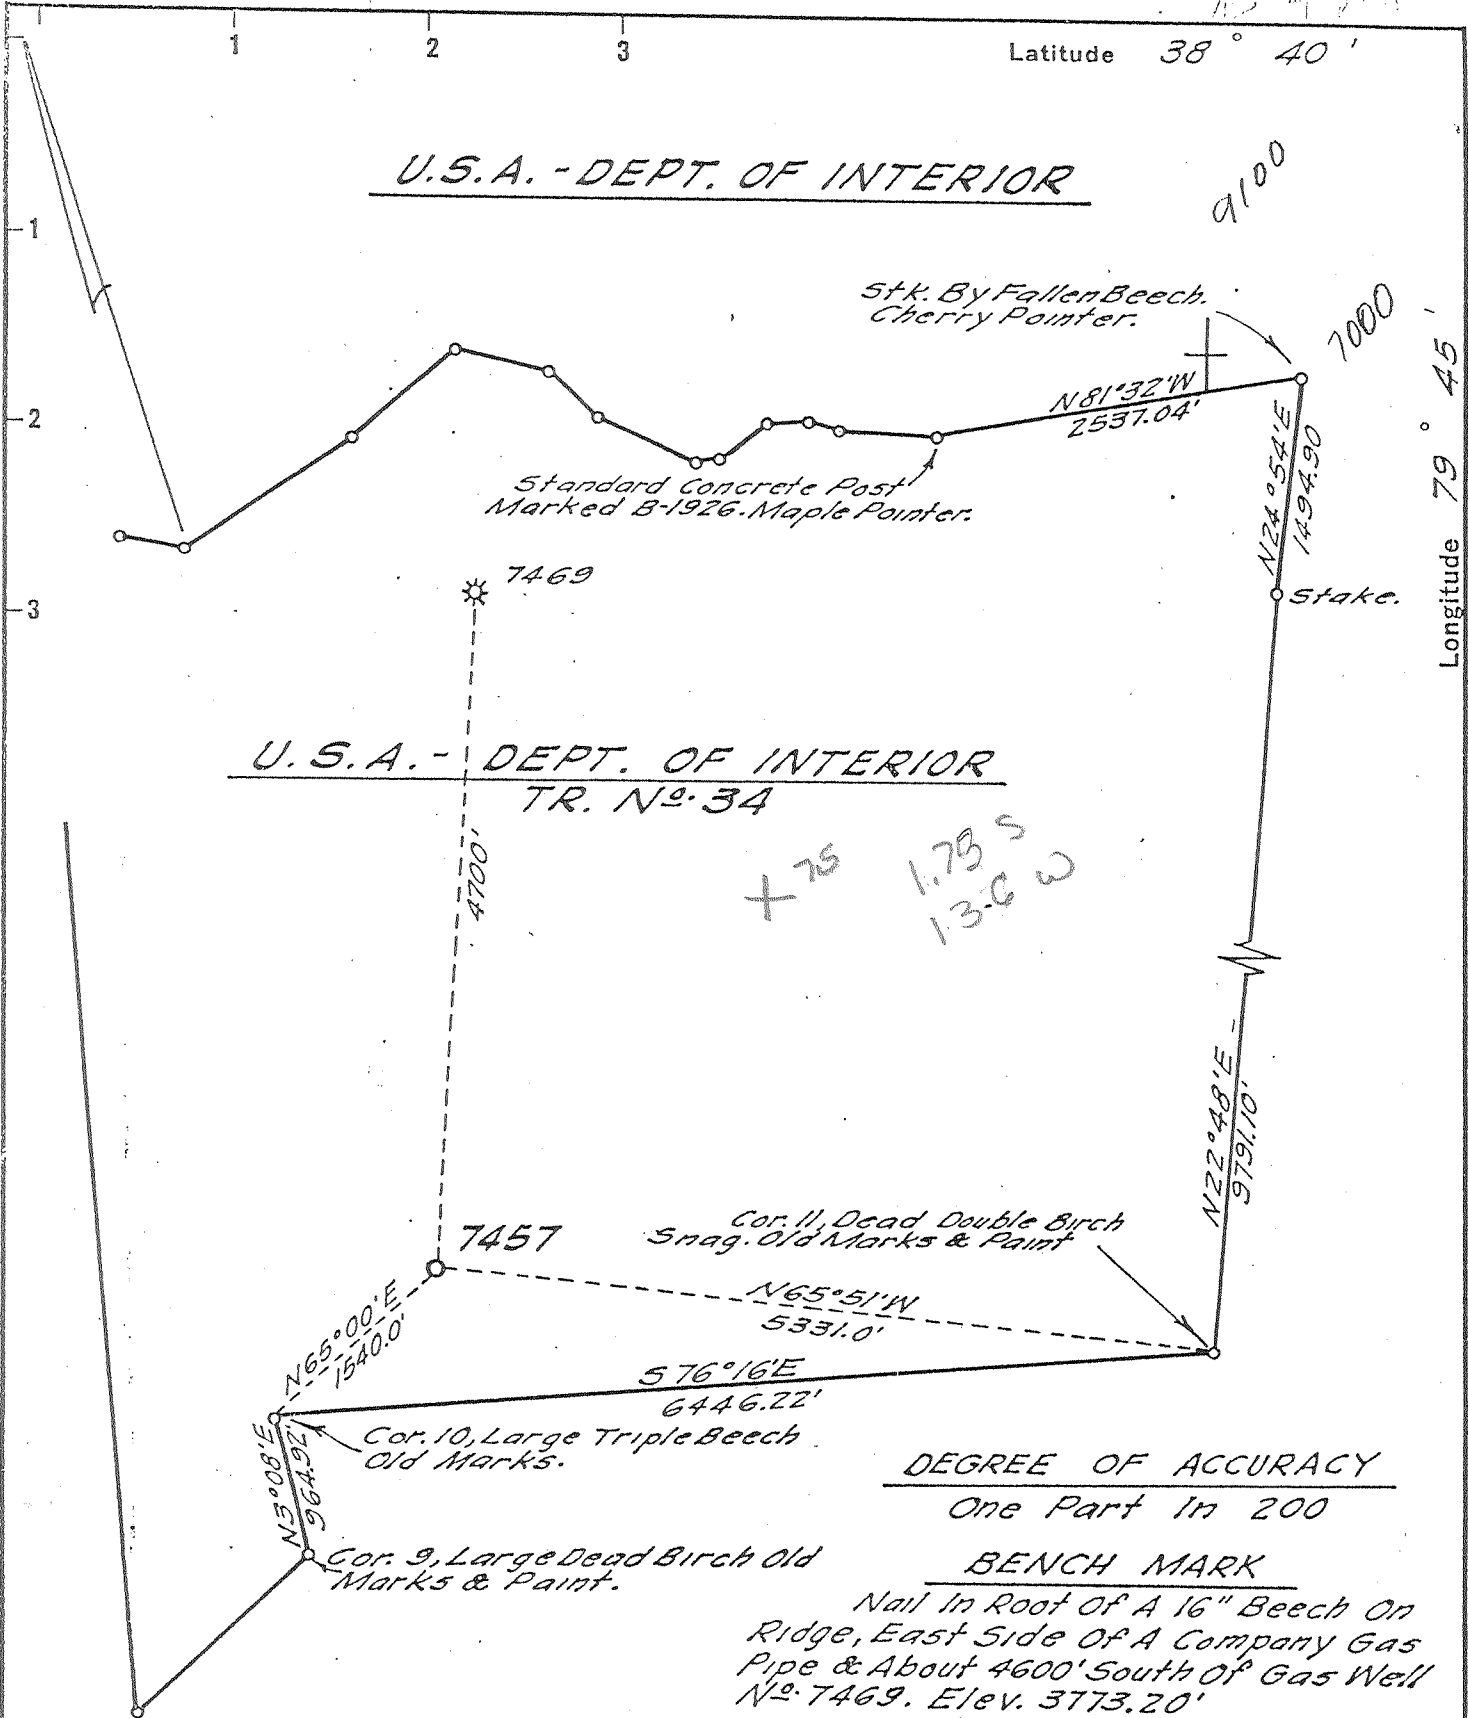 1 2 3 Latitude 38° 40'
U.S.A. - DEPT. OF INTERIOR
9100
1
Stk. By Fallen Beech.
Cherry Pointer.
7000
2
N81°32'W
2537.04'
Longitude 79° 45'
N24°54'E
1494.90
Standard Concrete Post
Marked B-1926. Maple Pointer.
7469
Stake.
3
U.S.A. - DEPT. OF INTERIOR
TR. Nº. 34
4700'
+ 75
1.78 S
1.36 W
N22°48'E -
9791.10'
Cor. 11, Dead Double Birch
Snag. Old Marks & Paint
7457
N65°51'W
5331.0'
N65°00'E
1540.0'
S76°16'E
6446.22'
Cor. 10, Large Triple Beech
Old Marks.
N3°08'E
964.92'
DEGREE OF ACCURACY
One Part In 200
Cor. 9, Large Dead Birch Old
Marks & Paint.
BENCH MARK
Nail In Root Of A 16" Beech On
Ridge, East Side Of A Company Gas
Pipe & About 4600' South Of Gas Well
Nº. 7469. Elev. 3773.20'